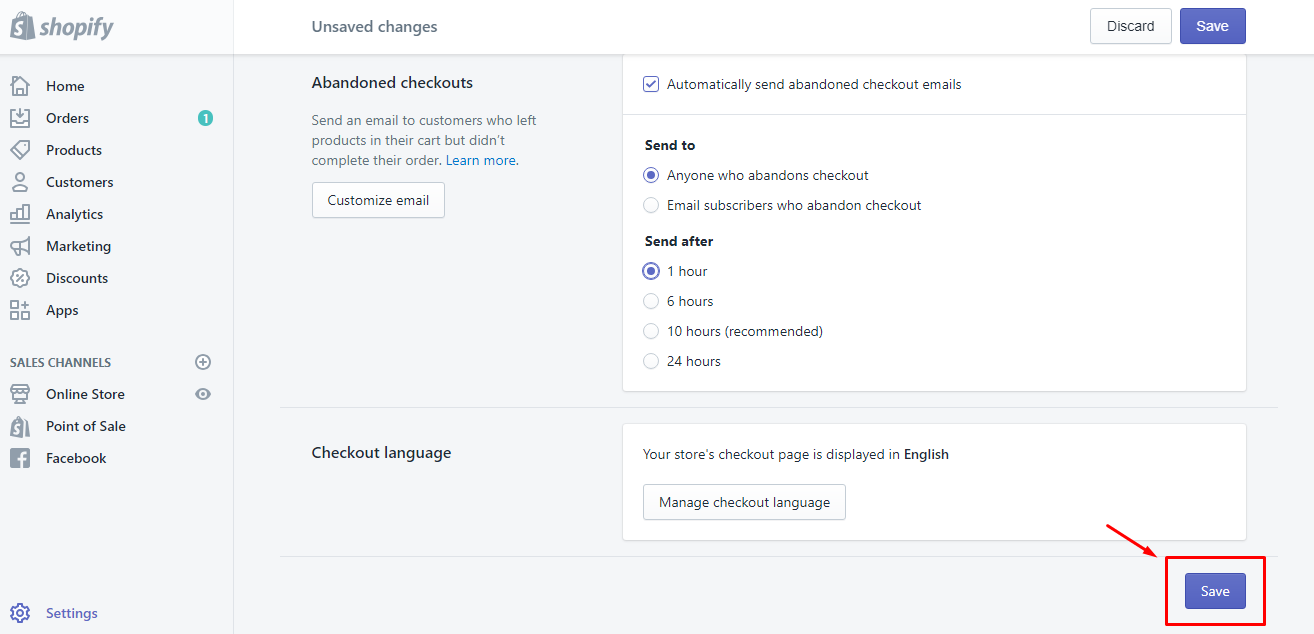 shopify
Unsaved changes
Discard
Save
Home
Orders
1
Products
Customers
Analytics
Marketing
Discounts
Apps
SALES CHANNELS
Online Store
Point of Sale
Facebook
Settings
Abandoned checkouts
Send an email to customers who left
products in their cart but didn't
complete their order. Learn more.
Customize email
Automatically send abandoned checkout emails
Send to
Anyone who abandons checkout
Email subscribers who abandon checkout
Send after
1 hour
6 hours
10 hours (recommended)
24 hours
Checkout language
Your store's checkout page is displayed in English
Manage checkout language
Save